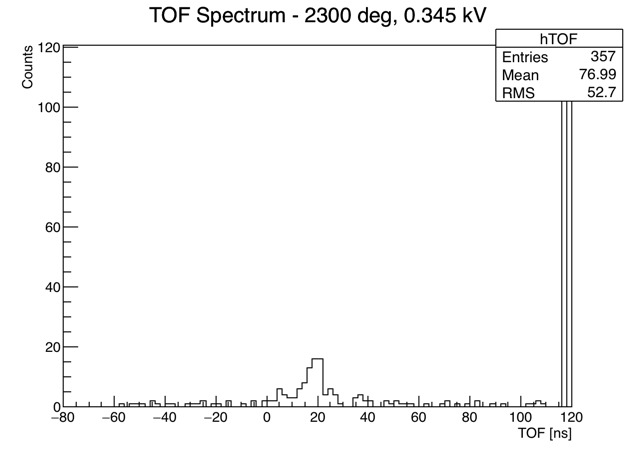 TOF Spectrum - 2300 deg, 0.345 kV
hTOF
Entries 357
Mean 76.99
RMS 52.7
Counts
120
100
80
60
40
20
0
−80 −60 −40 −20 0 20 40 60 80 100 120
TOF [ns]